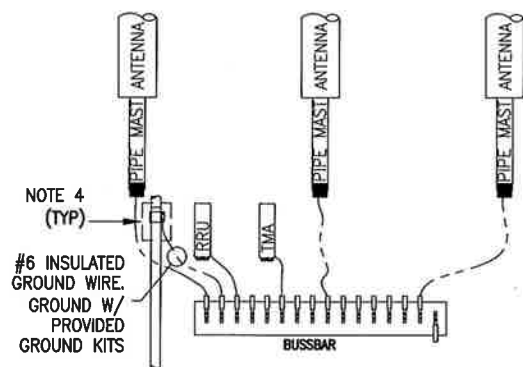 ANTENNA
ANTENNA
ANTENNA
PIPE MAST
PIPE MAST
PIPE MAST
NOTE 4
(TYP)
RRU
TMA
#6 INSULATED
GROUND WIRE.
GROUND W/
PROVIDED
GROUND KITS
BUSSBAR